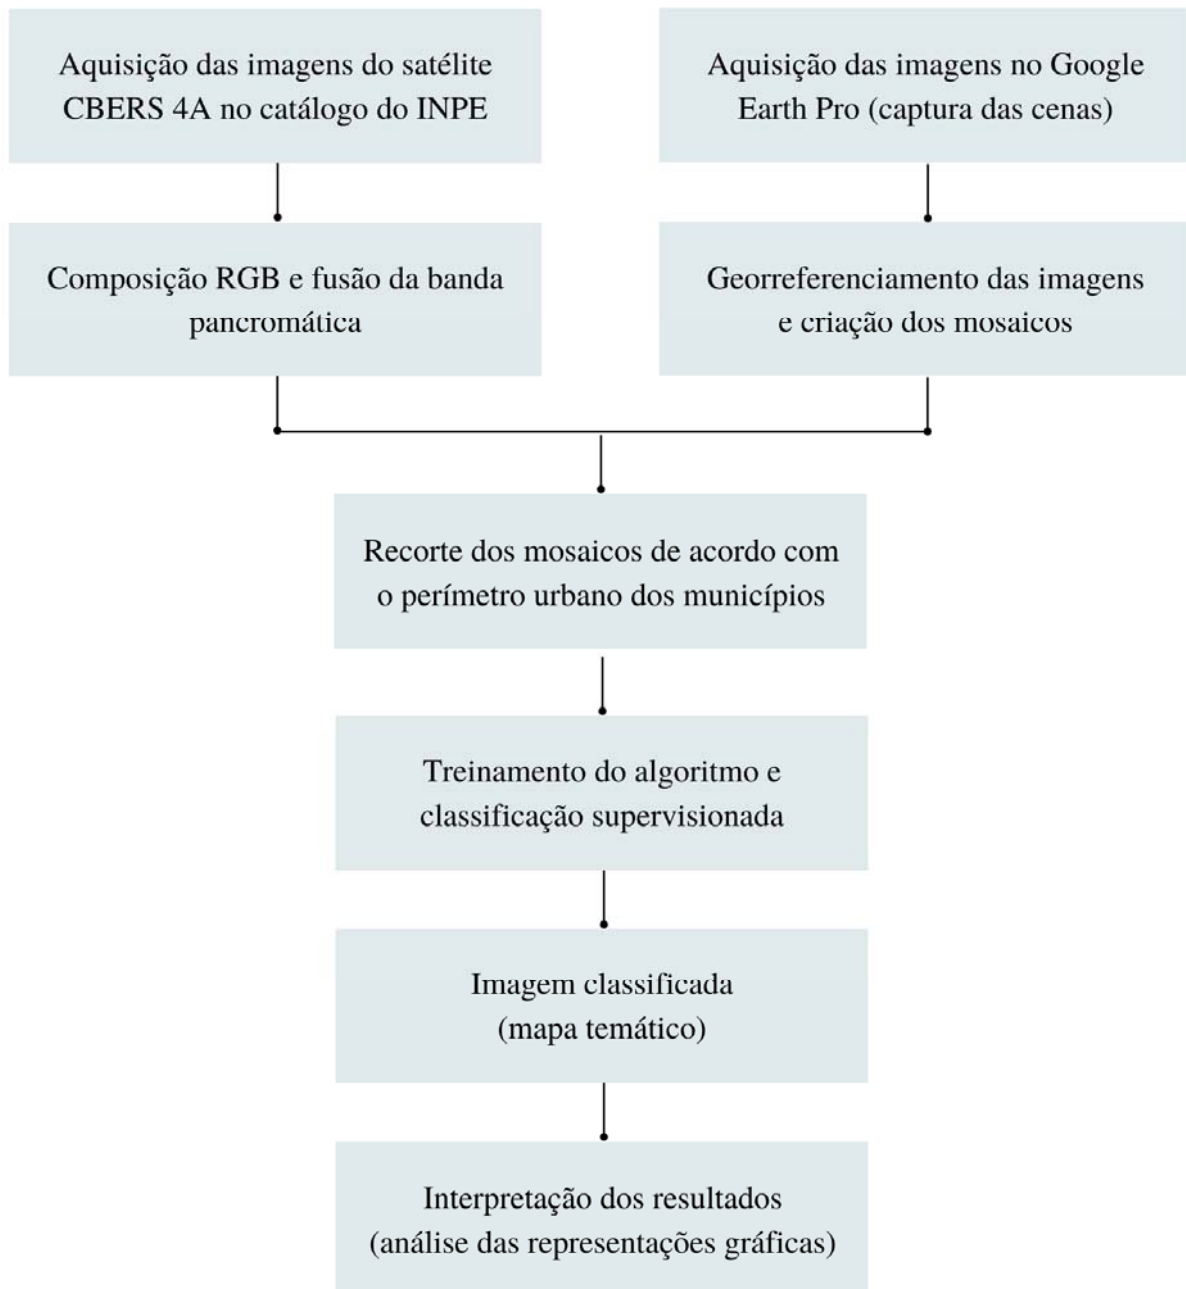 Aquisição das imagens do satélite
CBERS 4A no catálogo do INPE
Aquisição das imagens no Google
Earth Pro (captura das cenas)
Composição RGB e fusão da banda
pancromática
Georreferenciamento das imagens
e criação dos mosaicos
Recorte dos mosaicos de acordo com
o perímetro urbano dos municípios
Treinamento do algoritmo e
classificação supervisionada
Imagem classificada
(mapa temático)
Interpretação dos resultados
(análise das representações gráficas)